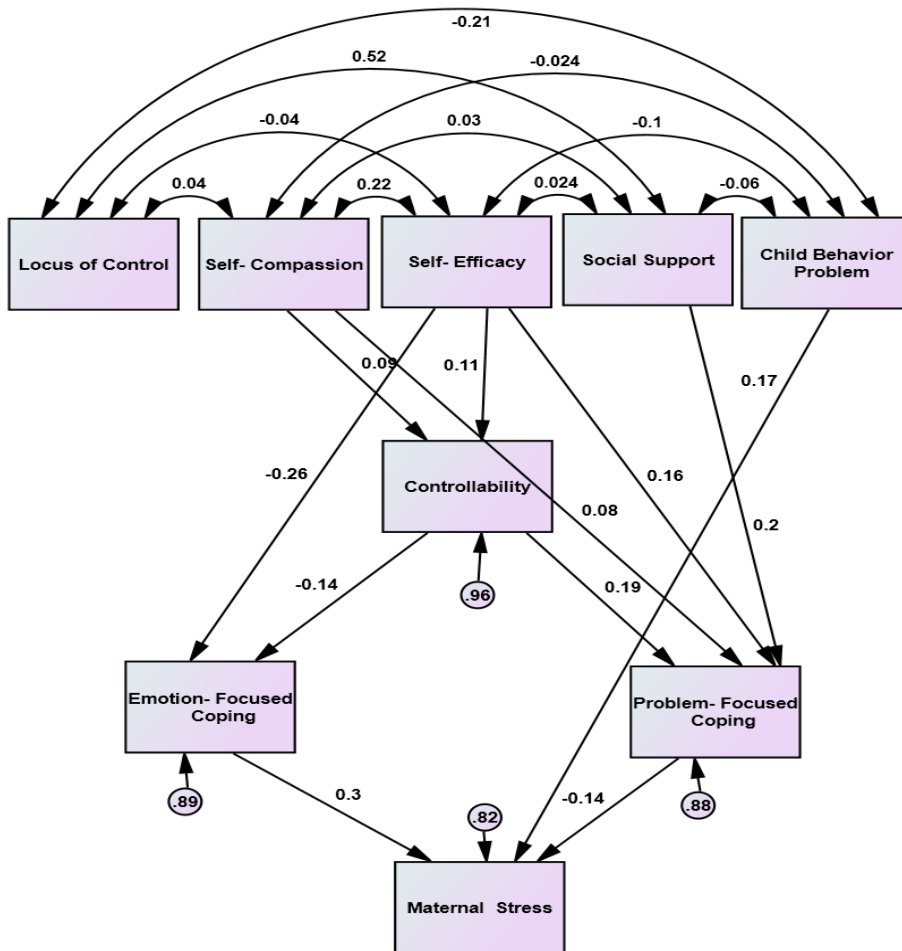 -0.21
0.52
-0.024
-0.04
0.03
-0.1
0.04
0.22
0.024
-0.06
Locus of Control
Self- Compassion
Self- Efficacy
Social Support
Child Behavior
Problem
0.09
0.11
0.17
-0.26
Controllability
0.16
0.08
0.2
-0.14
.96
0.19
Emotion- Focused
Coping
Problem- Focused
Coping
.89
0.3
.82
-0.14
.88
Maternal Stress